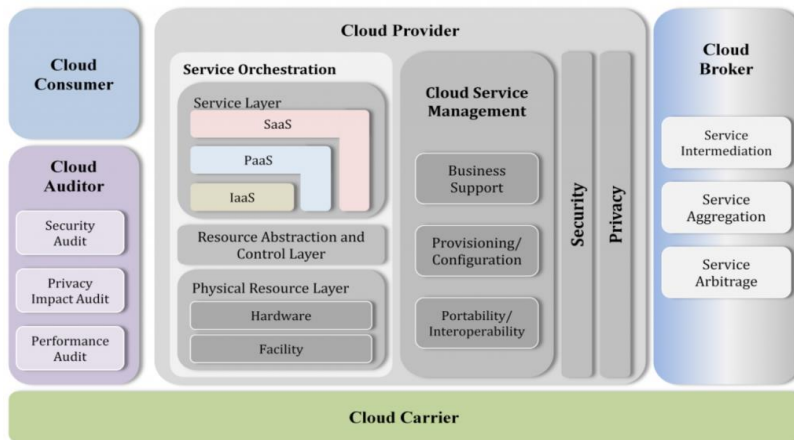 Cloud
Consumer
Cloud
Auditor
Security
Audit
Privacy
Impact Audit
Performance
Audit
Cloud Provider
Service Orchestration
Service Layer
SaaS
PaaS
IaaS
Resource Abstraction and
Control Layer
Physical Resource Layer
Hardware
Facility
Cloud Service
Management
Business
Support
Provisioning/
Configuration
Portability/
Interoperability
Security
Privacy
Cloud
Broker
Service
Intermediation
Service
Aggregation
Service
Arbitrage
Cloud Carrier